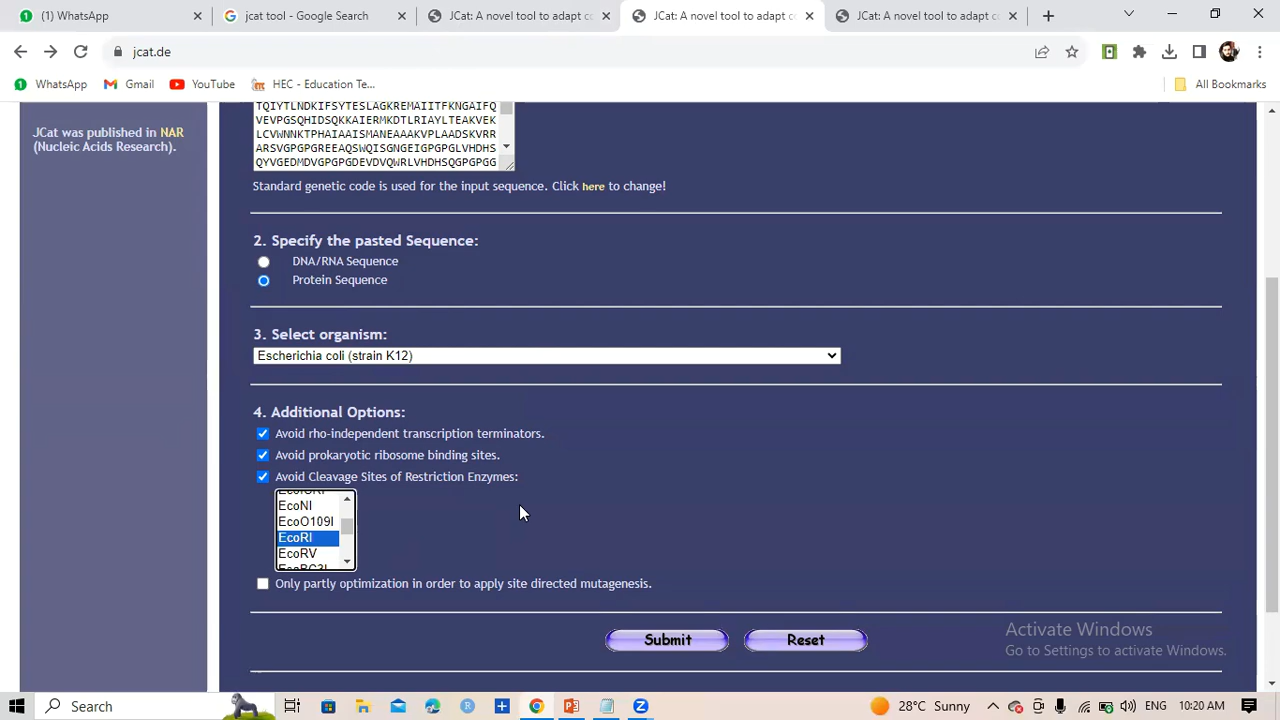 (1) WhatsApp
jcat tool - Google Search
JCat: A novel tool to adapt co
JCat: A novel tool to adapt co
JCat: A novel tool to adapt co
jcat.de
WhatsApp
Gmail
YouTube
HEC - Education Te...
All Bookmarks
JCat was published in NAR
(Nucleic Acids Research).
TQIYTLNDKIFSYTESLAGKREMAIITFKNGAIFQ
VEVPGSQHIDSQKKAIERMKDTLRIAYLTEAKVEK
LCVWNNKTPHAIAAISMANEAAAKVPLAADSKVRR
ARSVGPGPGREEAQSWQISGNGEIGPGPGLVHDHS
QYVGEDMDVGPGPGDEVDVQWRLVHDHSQGPGPGG
Standard genetic code is used for the input sequence. Click here to change!
2. Specify the pasted Sequence:
DNA/RNA Sequence
Protein Sequence
3. Select organism:
Escherichia coli (strain K12)
4. Additional Options:
Avoid rho-independent transcription terminators.
Avoid prokaryotic ribosome binding sites.
Avoid Cleavage Sites of Restriction Enzymes:
EcoNI
EcoO109I
EcoRI
EcoRV
Only partly optimization in order to apply site directed mutagenesis.
Submit
Reset
Activate Windows
Go to Settings to activate Windows.
Search
28°C Sunny
ENG
10:20 AM